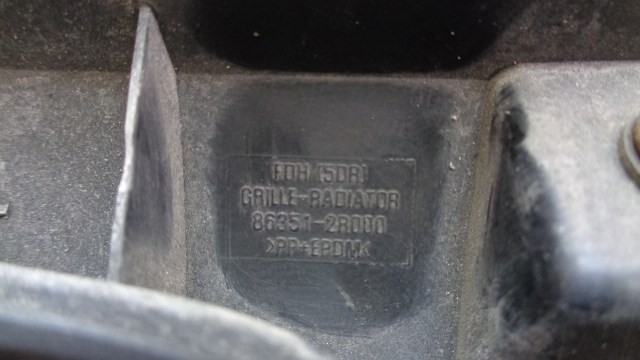 FDH (5DR)
GRILLE-RADIATOR
86351-2R000
>PP+EPDM<